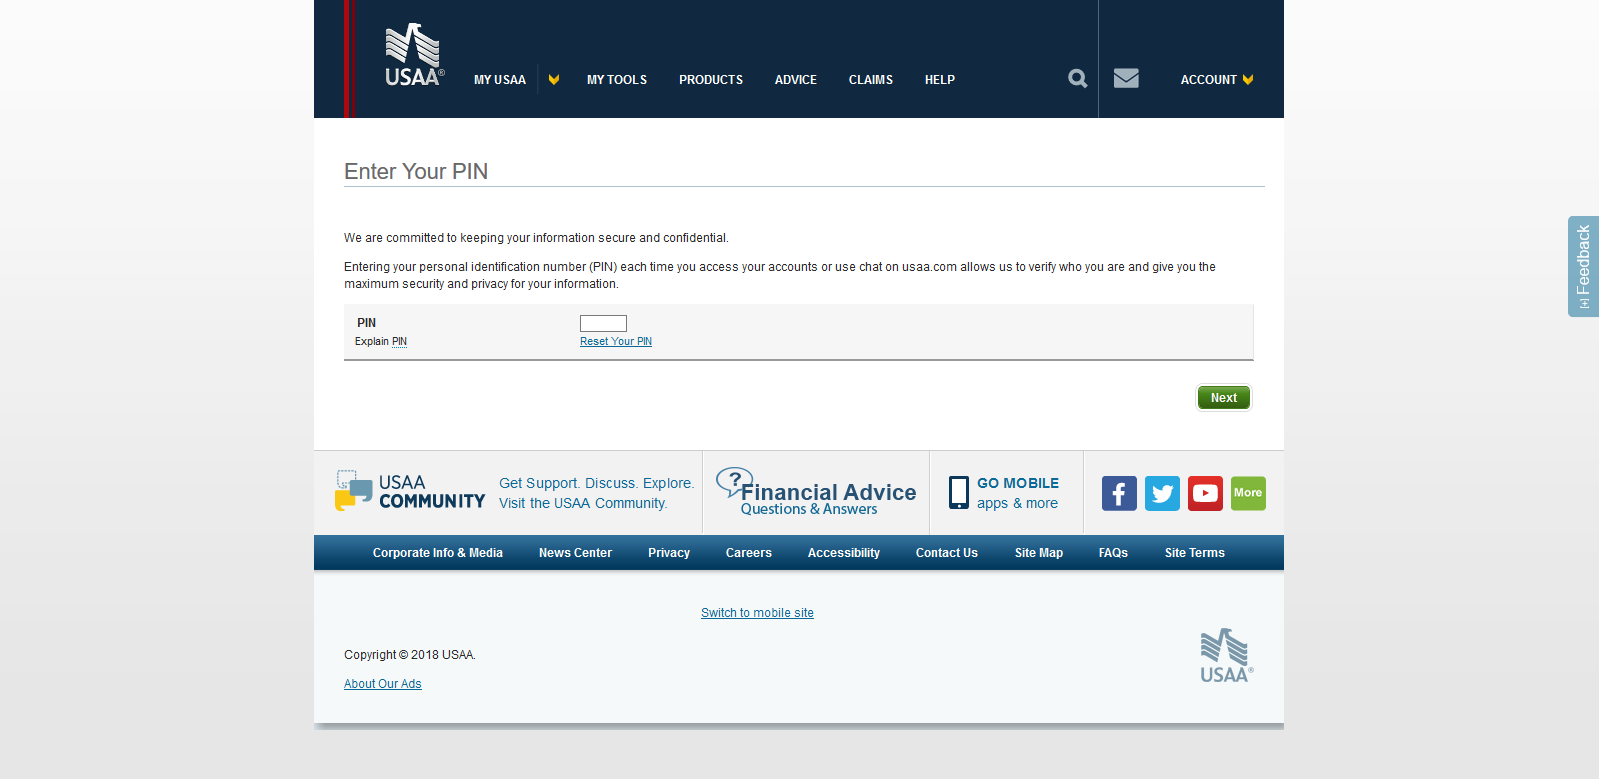 USAA®
MY USAA
MY TOOLS
PRODUCTS
ADVICE
CLAIMS
HELP
ACCOUNT
Enter Your PIN
We are committed to keeping your information secure and confidential.
Entering your personal identification number (PIN) each time you access your accounts or use chat on usaa.com allows us to verify who you are and give you the
maximum security and privacy for your information.
PIN
Explain PIN
Reset Your PIN
Next
[+] Feedback
USAA
COMMUNITY
Get Support. Discuss. Explore.
Visit the USAA Community.
?
Financial Advice
Questions & Answers
GO MOBILE
apps & more
More
Corporate Info & Media
News Center
Privacy
Careers
Accessibility
Contact Us
Site Map
FAQs
Site Terms
Switch to mobile site
Copyright © 2018 USAA.
About Our Ads
USAA®